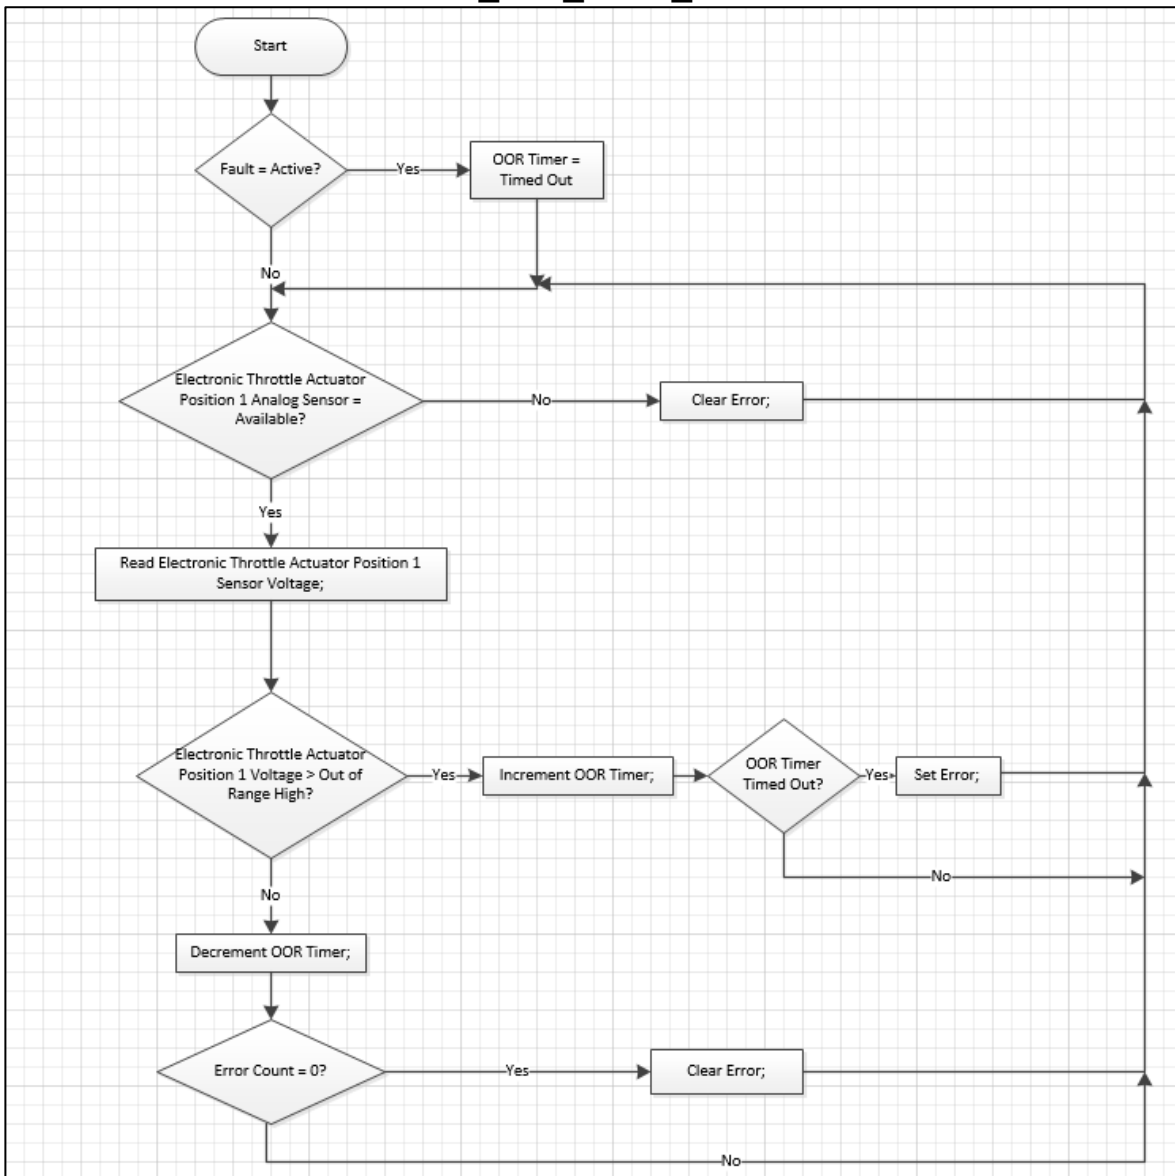 Start
Fault = Active?
Yes
OOR Timer =
Timed Out
No
Electronic Throttle Actuator
Position 1 Analog Sensor =
Available?
No
Clear Error;
Yes
Read Electronic Throttle Actuator Position 1
Sensor Voltage;
Electronic Throttle Actuator
Position 1 Voltage > Out of
Range High?
Yes
Increment OOR Timer;
OOR Timer
Timed Out?
Yes
Set Error;
No
No
Decrement OOR Timer;
Error Count = 0?
Yes
Clear Error;
No